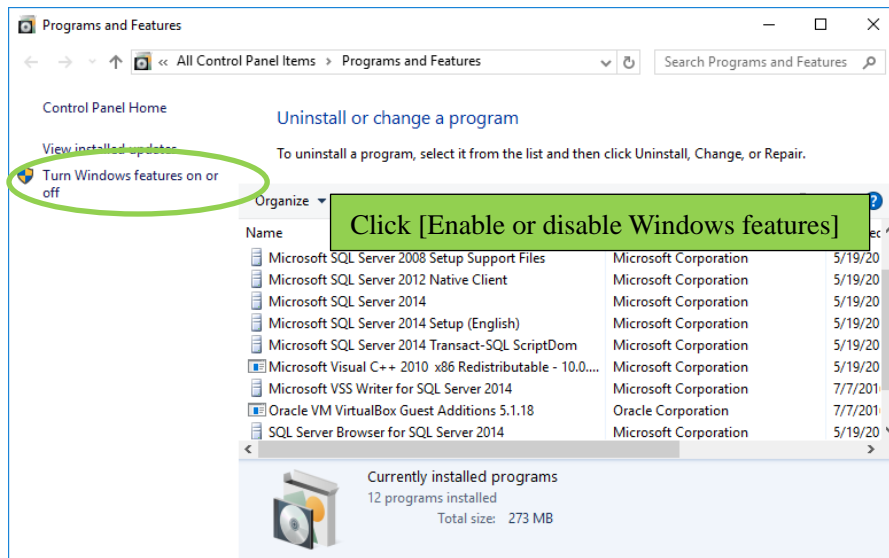 Programs and Features
« All Control Panel Items > Programs and Features
Search Programs and Features
Control Panel Home
View installed updates
Turn Windows features on or
off
Uninstall or change a program
To uninstall a program, select it from the list and then click Uninstall, Change, or Repair.
Organize
Click [Enable or disable Windows features]
Name
Microsoft SQL Server 2008 Setup Support Files Microsoft Corporation 5/19/20
Microsoft SQL Server 2012 Native Client Microsoft Corporation 5/19/20
Microsoft SQL Server 2014 Microsoft Corporation 5/19/20
Microsoft SQL Server 2014 Setup (English) Microsoft Corporation 5/19/20
Microsoft SQL Server 2014 Transact-SQL ScriptDom Microsoft Corporation 5/19/20
Microsoft Visual C++ 2010 x86 Redistributable - 10.0.... Microsoft Corporation 5/19/20
Microsoft VSS Writer for SQL Server 2014 Microsoft Corporation 7/7/201
Oracle VM VirtualBox Guest Additions 5.1.18 Oracle Corporation 7/7/201
SQL Server Browser for SQL Server 2014 Microsoft Corporation 5/19/20
Currently installed programs
12 programs installed
Total size: 273 MB